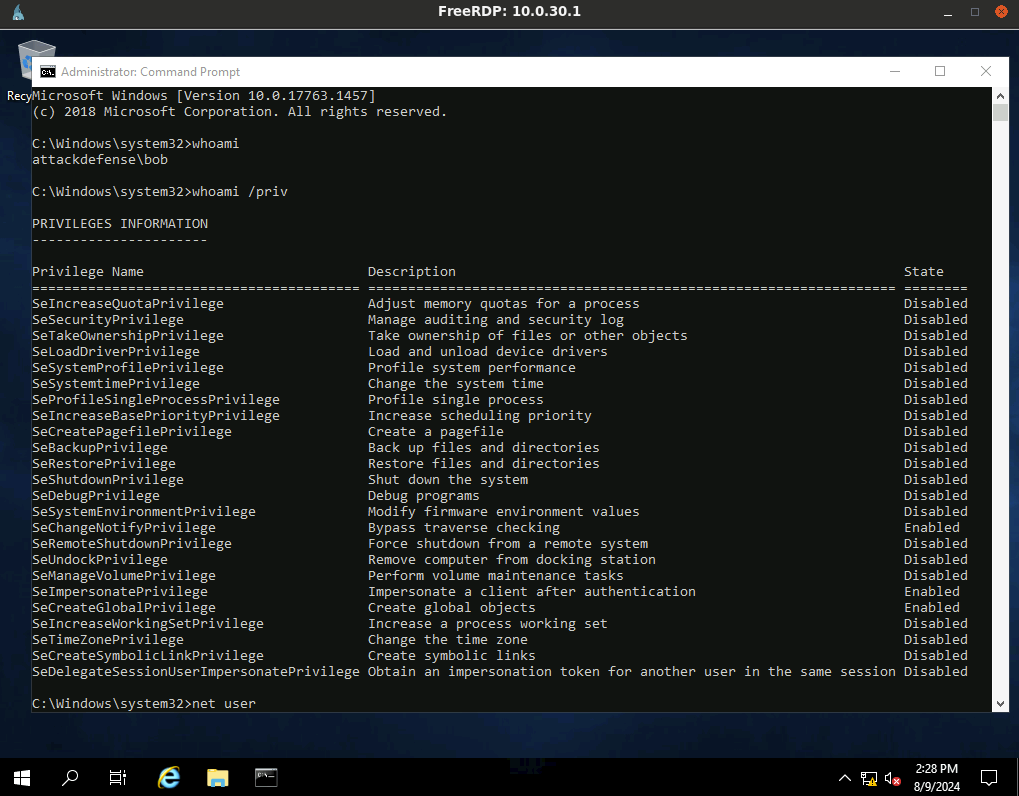 FreeRDP: 10.0.30.1
Recy
Administrator: Command Prompt
Microsoft Windows [Version 10.0.17763.1457]
(c) 2018 Microsoft Corporation. All rights reserved.
C:\Windows\system32>whoami
attackdefense\bob
C:\Windows\system32>whoami /priv
PRIVILEGES INFORMATION
----------------------
Privilege Name Description State
========================================= ================================================================== ========
SeIncreaseQuotaPrivilege Adjust memory quotas for a process Disabled
SeSecurityPrivilege Manage auditing and security log Disabled
SeTakeOwnershipPrivilege Take ownership of files or other objects Disabled
SeLoadDriverPrivilege Load and unload device drivers Disabled
SeSystemProfilePrivilege Profile system performance Disabled
SeSystemtimePrivilege Change the system time Disabled
SeProfileSingleProcessPrivilege Profile single process Disabled
SeIncreaseBasePriorityPrivilege Increase scheduling priority Disabled
SeCreatePagefilePrivilege Create a pagefile Disabled
SeBackupPrivilege Back up files and directories Disabled
SeRestorePrivilege Restore files and directories Disabled
SeShutdownPrivilege Shut down the system Disabled
SeDebugPrivilege Debug programs Disabled
SeSystemEnvironmentPrivilege Modify firmware environment values Disabled
SeChangeNotifyPrivilege Bypass traverse checking Enabled
SeRemoteShutdownPrivilege Force shutdown from a remote system Disabled
SeUndockPrivilege Remove computer from docking station Disabled
SeManageVolumePrivilege Perform volume maintenance tasks Disabled
SeImpersonatePrivilege Impersonate a client after authentication Enabled
SeCreateGlobalPrivilege Create global objects Enabled
SeIncreaseWorkingSetPrivilege Increase a process working set Disabled
SeTimeZonePrivilege Change the time zone Disabled
SeCreateSymbolicLinkPrivilege Create symbolic links Disabled
SeDelegateSessionUserImpersonatePrivilege Obtain an impersonation token for another user in the same session Disabled
C:\Windows\system32>net user
2:28 PM
8/9/2024